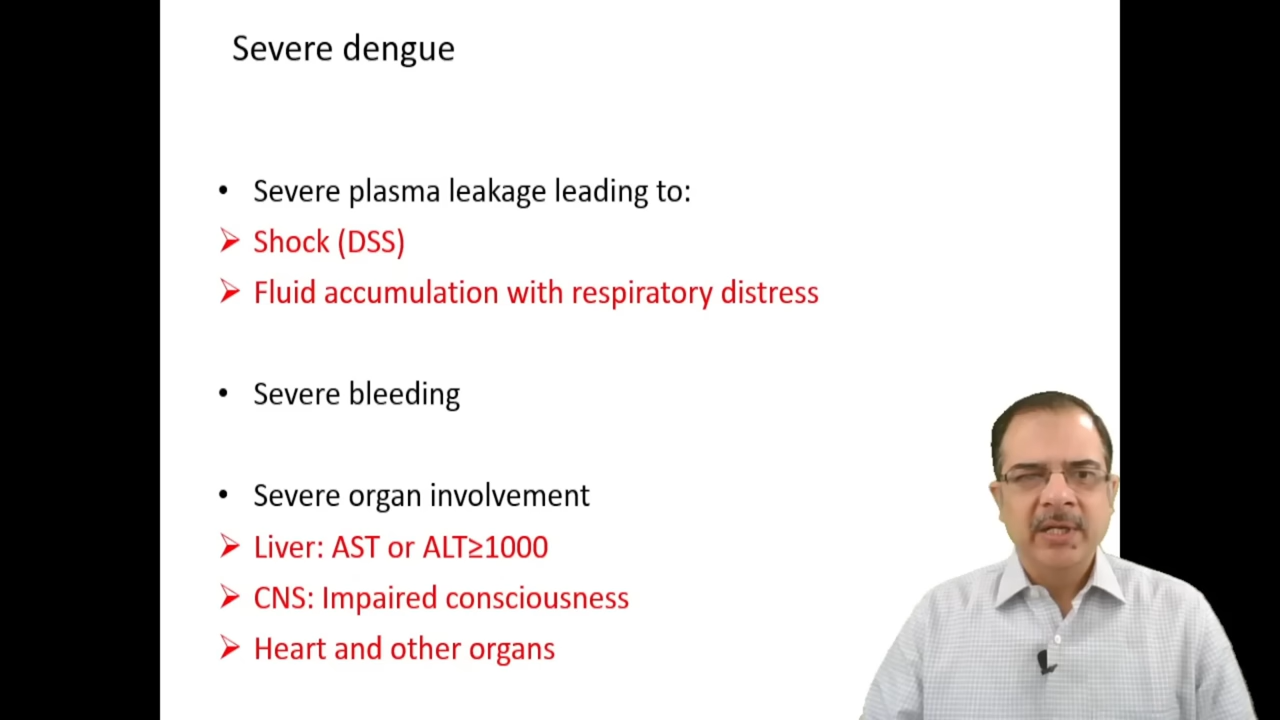 Severe dengue
• Severe plasma leakage leading to:
➢ Shock (DSS)
➢ Fluid accumulation with respiratory distress
• Severe bleeding
• Severe organ involvement
➢ Liver: AST or ALT≥1000
➢ CNS: Impaired consciousness
➢ Heart and other organs